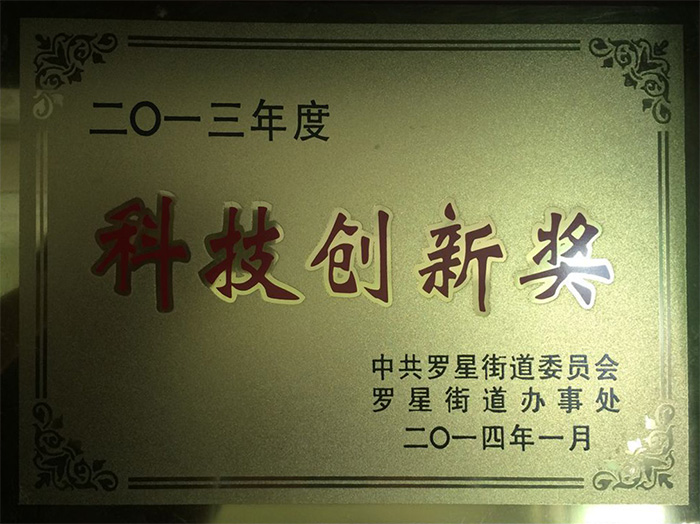 二〇一三年度
科技创新奖
中共罗星街道委员会
罗星街道办事处
二〇一四年一月